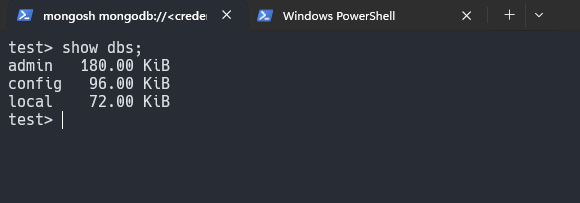 mongosh mongodb://<creder
Windows PowerShell
test> show dbs;
admin   180.00 KiB
config   96.00 KiB
local    72.00 KiB
test>